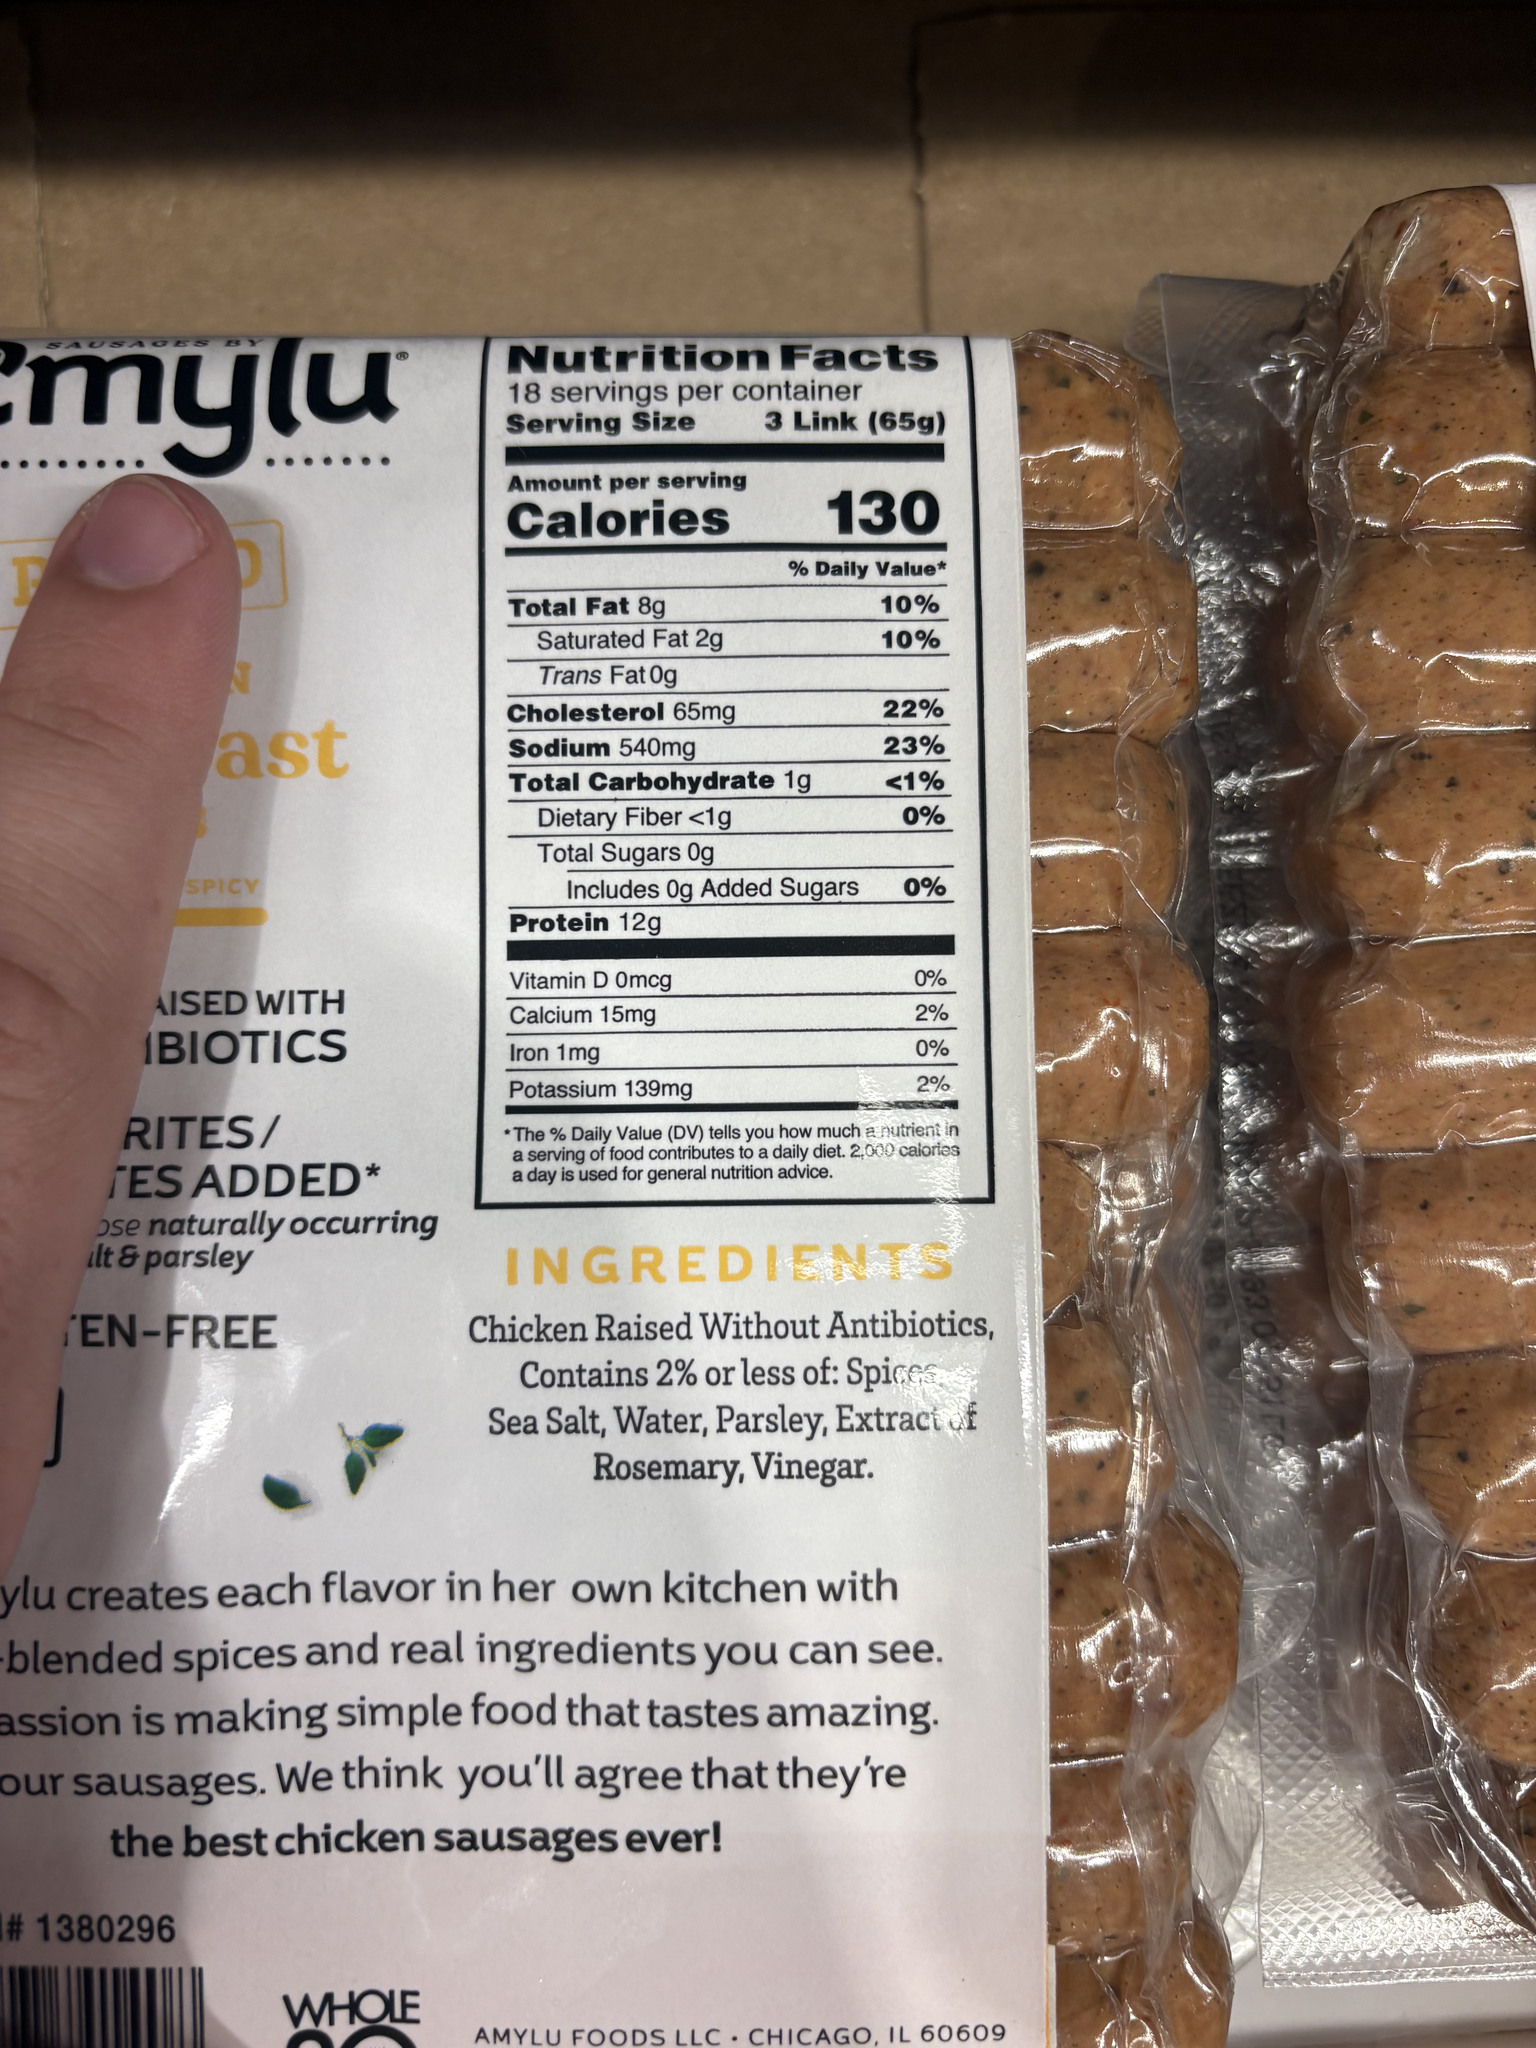 SAUSAGES BY
amylu®
ast
SPICY
AISED WITH
IBIOTICS
RITES/
TES ADDED*
ose naturally occurring
alt & parsley
TEN-FREE
Nutrition Facts
18 servings per container
Serving Size 3 Link (65g)
Amount per serving
Calories 130
% Daily Value*
Total Fat 8g 10%
Saturated Fat 2g 10%
Trans Fat 0g
Cholesterol 65mg 22%
Sodium 540mg 23%
Total Carbohydrate 1g <1%
Dietary Fiber <1g 0%
Total Sugars 0g
Includes 0g Added Sugars 0%
Protein 12g
Vitamin D 0mcg 0%
Calcium 15mg 2%
Iron 1mg 0%
Potassium 139mg 2%
*The % Daily Value (DV) tells you how much a nutrient in
a serving of food contributes to a daily diet. 2,000 calories
a day is used for general nutrition advice.
INGREDIENTS
Chicken Raised Without Antibiotics,
Contains 2% or less of: Spices,
Sea Salt, Water, Parsley, Extract of
Rosemary, Vinegar.
ylu creates each flavor in her own kitchen with
-blended spices and real ingredients you can see.
assion is making simple food that tastes amazing.
our sausages. We think you'll agree that they're
the best chicken sausages ever!
# 1380296
WHOLE
30
AMYLU FOODS LLC • CHICAGO, IL 60609